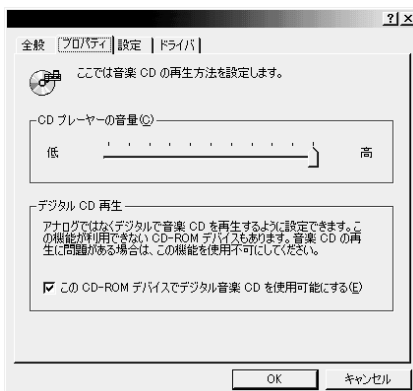 全般 プロパティ 設定 ドライバ
ここでは音楽 CD の再生方法を設定します。
CD プレーヤーの音量(C)
低 高
デジタル CD 再生
アナログではなくデジタルで音楽 CD を再生するように設定できます。こ
の機能が利用できない CD-ROM デバイスもあります。音楽 CD の再
生に問題がある場合は、この機能を使用不可にしてください。
この CD-ROM デバイスでデジタル音楽 CD を使用可能にする(E)
OK キャンセル